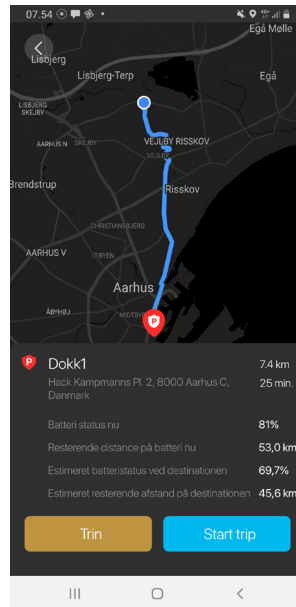 07.54
Egå Mølle
Lisbjerg
Lisbjerg-Terp
Egå
LISBJERG
SKEJBY
AARHUS N
SKEJBY
VEJLBY RISSKOV
VEJLBY
Brendstrup
Risskov
CHRISTIANSBJERG
AARHUS V
ITBYEN
Aarhus
ÅBYHØJ
MIDTBY
P
P
Dokk1
7.4 km
Hack Kampmanns Pl. 2, 8000 Aarhus C,
Danmark
25 min.
Batteri status nu
81%
Resterende distance på batteri nu
53,0 km
Estimeret batteristatus ved destinationen
69,7%
Estimeret resterende afstand på destinationen
45,6 km
Trin
Start trip